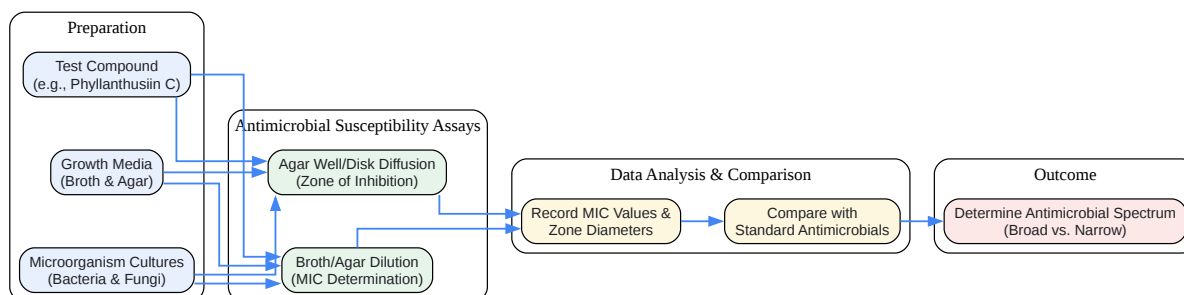 Preparation
Test Compound
(e.g., Phyllanthusiin C)
Growth Media
(Broth & Agar)
Microorganism Cultures
(Bacteria & Fungi)
Antimicrobial Susceptibility Assays
Agar Well/Disk Diffusion
(Zone of Inhibition)
Broth/Agar Dilution
(MIC Determination)
Data Analysis & Comparison
Record MIC Values &
Zone Diameters
Compare with
Standard Antimicrobials
Outcome
Determine Antimicrobial Spectrum
(Broad vs. Narrow)